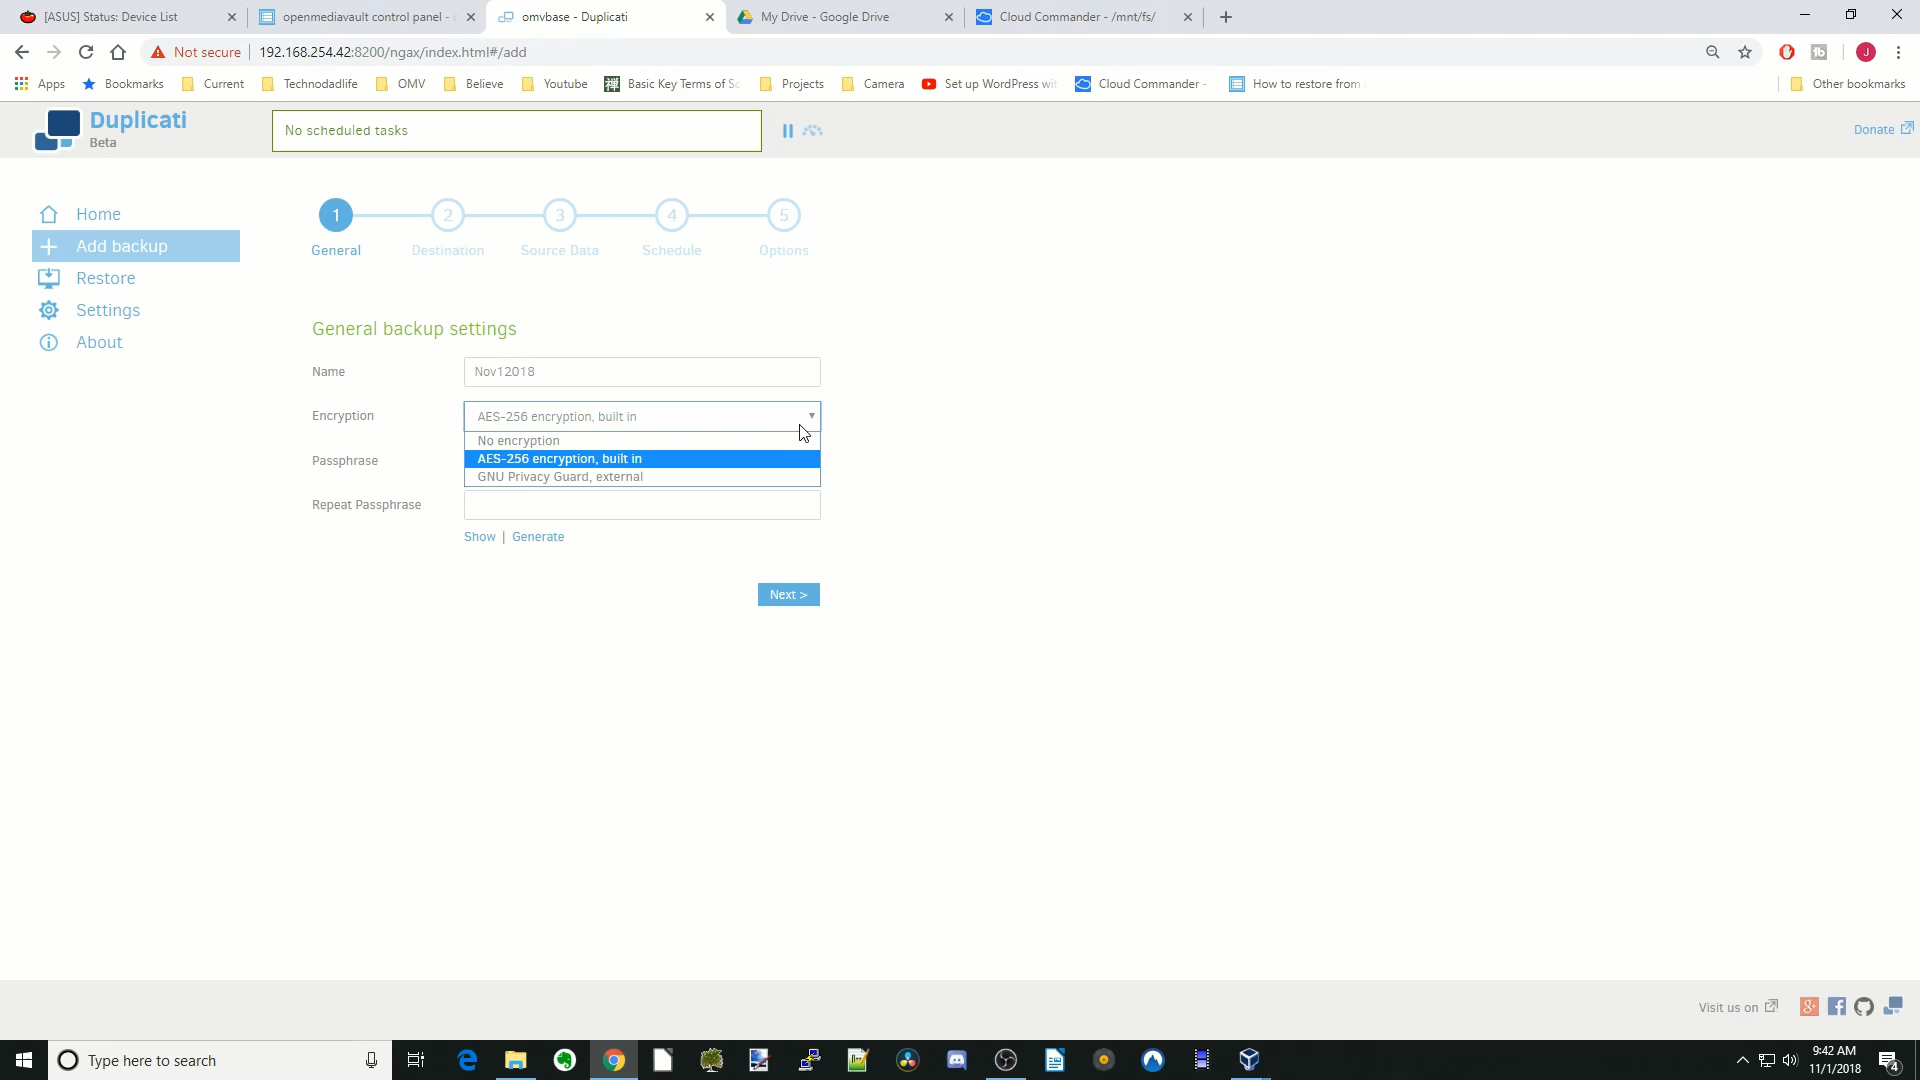 [ASUS] Status: Device List
openmediavault control panel -
omvbase - Duplicati
My Drive - Google Drive
Cloud Commander - /mnt/fs/
Not secure
192.168.254.42:8200/ngax/index.html#/add
Apps
Bookmarks
Current
Technodadlife
OMV
Believe
Youtube
Basic Key Terms of Sc
Projects
Camera
Set up WordPress wit
Cloud Commander -
How to restore from
Other bookmarks
Duplicati
Beta
No scheduled tasks
Donate
Home
Add backup
Restore
Settings
About
1
2
3
4
5
General
Destination
Source Data
Schedule
Options
General backup settings
Name
Nov12018
Encryption
AES-256 encryption, built in
No encryption
AES-256 encryption, built in
GNU Privacy Guard, external
Passphrase
Repeat Passphrase
Show | Generate
Next >
Visit us on
Type here to search
9:42 AM
11/1/2018
4